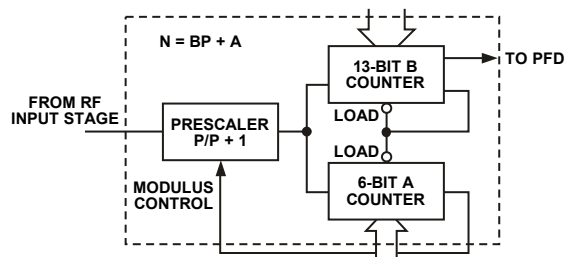 N = BP + A
13-BIT B
COUNTER
TO PFD
FROM RF
INPUT STAGE
PRESCALER
P/P + 1
LOAD
LOAD
MODULUS
CONTROL
6-BIT A
COUNTER